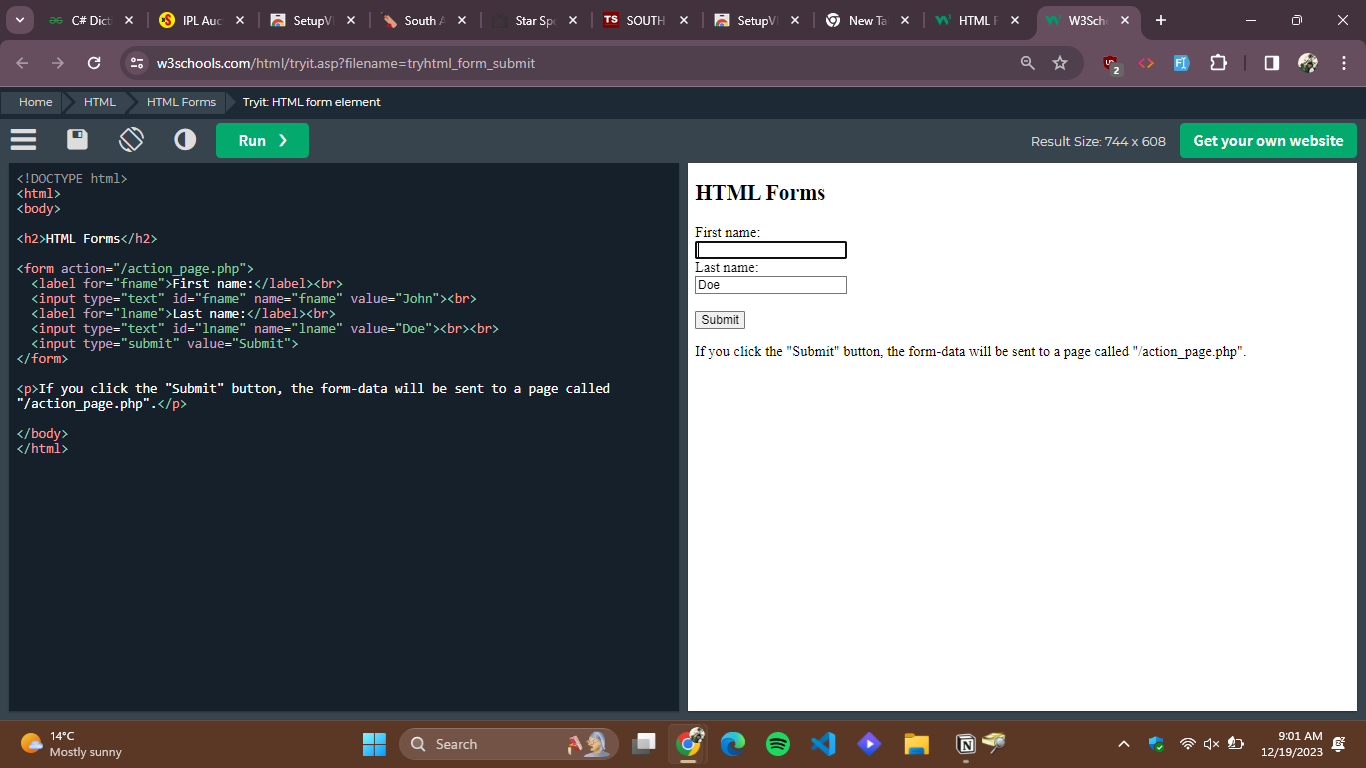 C# Dict
IPL Auc
SetupVi
South A
Star Spo
SOUTH
SetupVi
New Ta
HTML F
W3Scho
w3schools.com/html/tryit.asp?filename=tryhtml_form_submit
2
Home
HTML
HTML Forms
Tryit: HTML form element
Run ❯
Result Size: 744 x 608
Get your own website
<!DOCTYPE html>
<html>
<body>
<h2>HTML Forms</h2>
<form action="/action_page.php">
<label for="fname">First name:</label><br>
<input type="text" id="fname" name="fname" value="John"><br>
<label for="lname">Last name:</label><br>
<input type="text" id="lname" name="lname" value="Doe"><br><br>
<input type="submit" value="Submit">
</form>
<p>If you click the "Submit" button, the form-data will be sent to a page called
"/action_page.php".</p>
</body>
</html>
HTML Forms
First name:
Last name:
Doe
Submit
If you click the "Submit" button, the form-data will be sent to a page called "/action_page.php".
14°C
Mostly sunny
Search
9:01 AM
12/19/2023